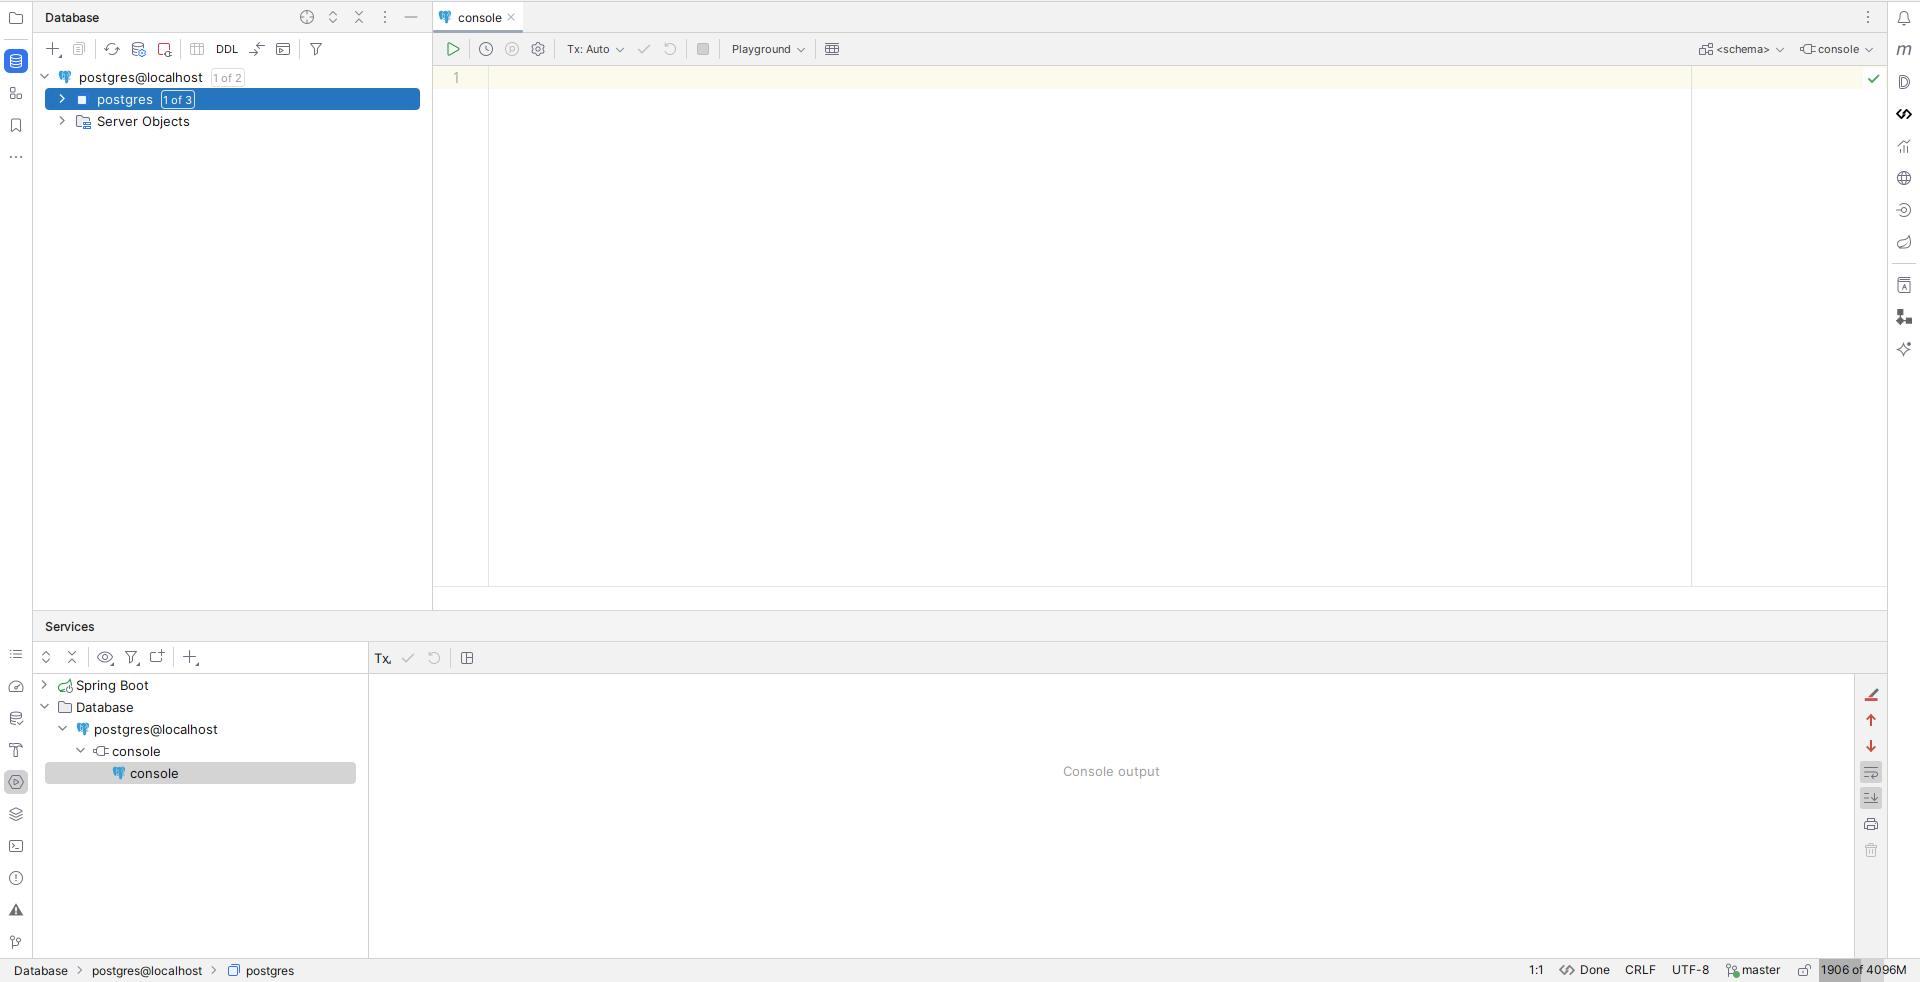 Database
console
DDL
Tx: Auto
Playground
<schema>
console
postgres@localhost 1 of 2
postgres 1 of 3
Server Objects
1
Services
Tx
Spring Boot
Database
postgres@localhost
console
console
Console output
Database postgres@localhost postgres
1:1 Done CRLF UTF-8 master 1906 of 4096M